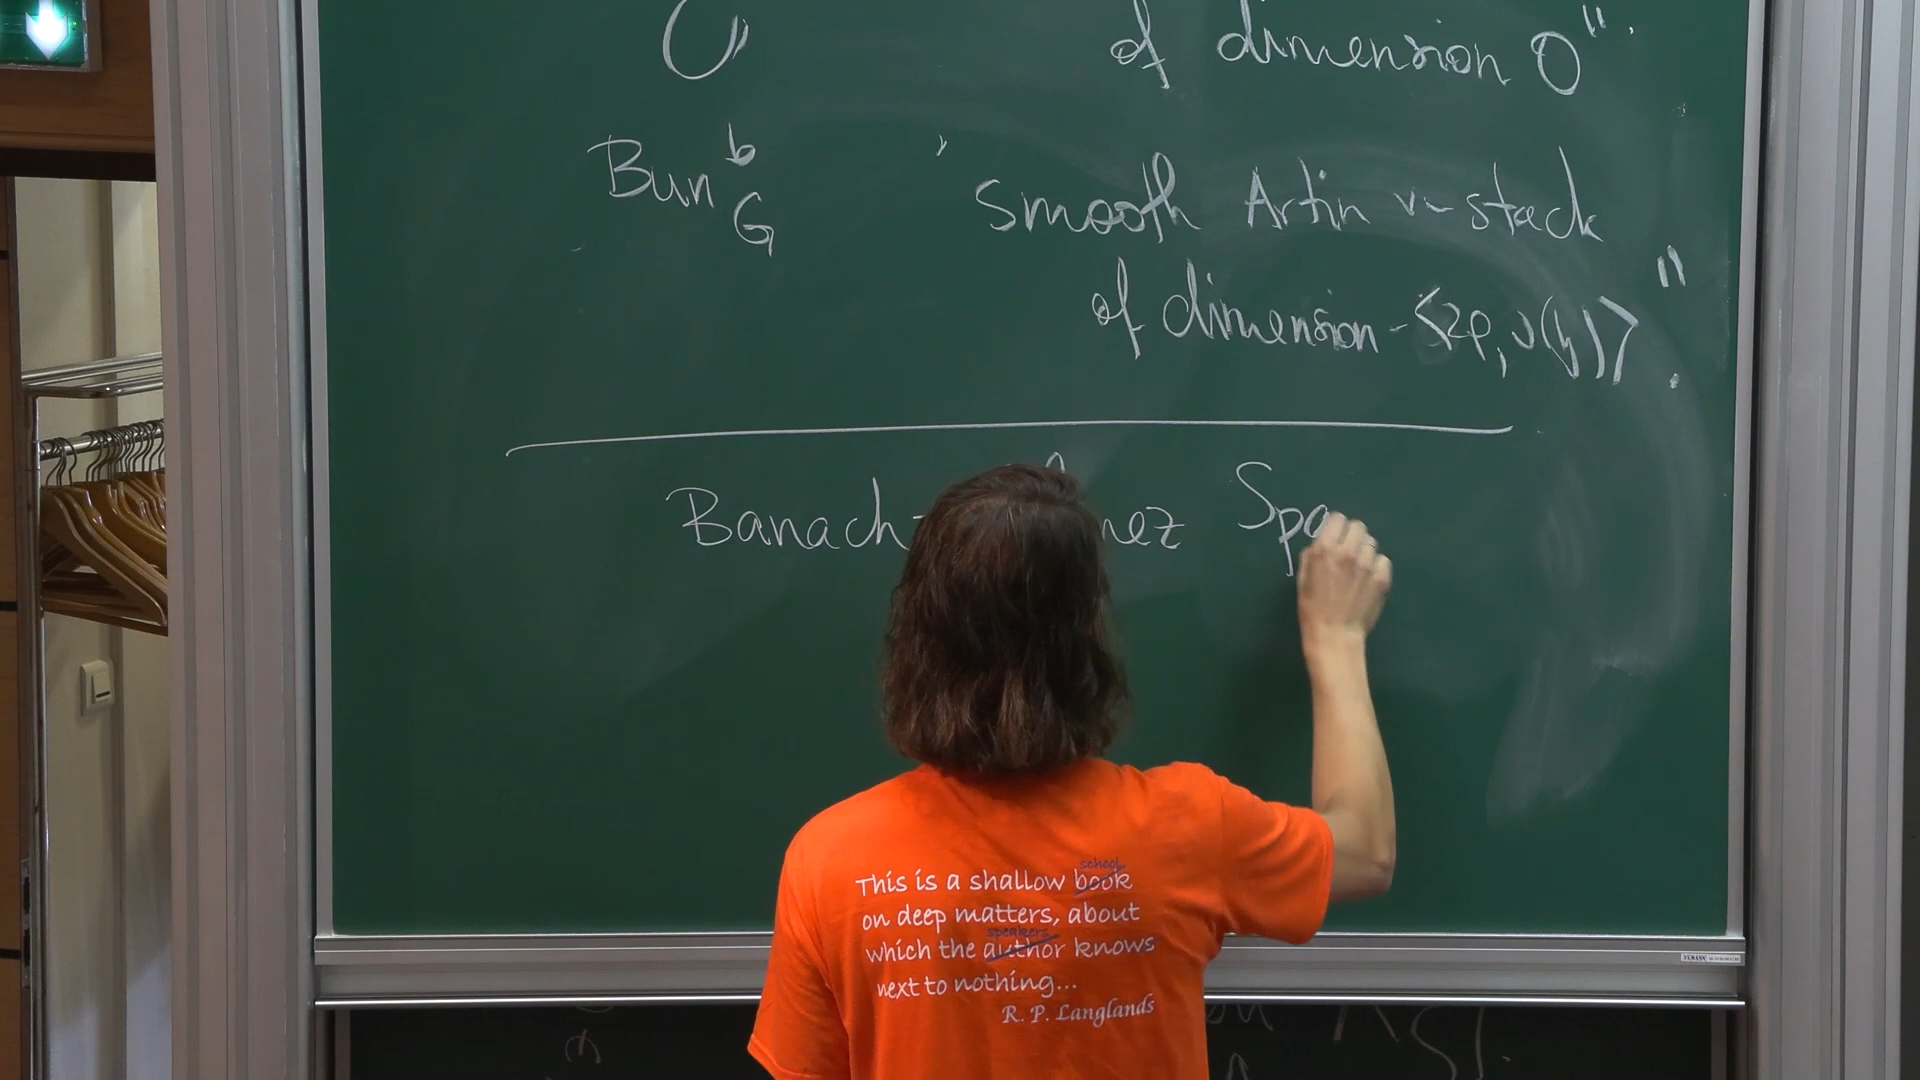 of dimension 0".
Bun b G
"smooth Artin v-stack
of dimension -<2ρ, ν(b)>".
Banach- nez Spa
This is a shallow book school
on deep matters, about
which the author speakers knows
next to nothing...
R. P. Langlands